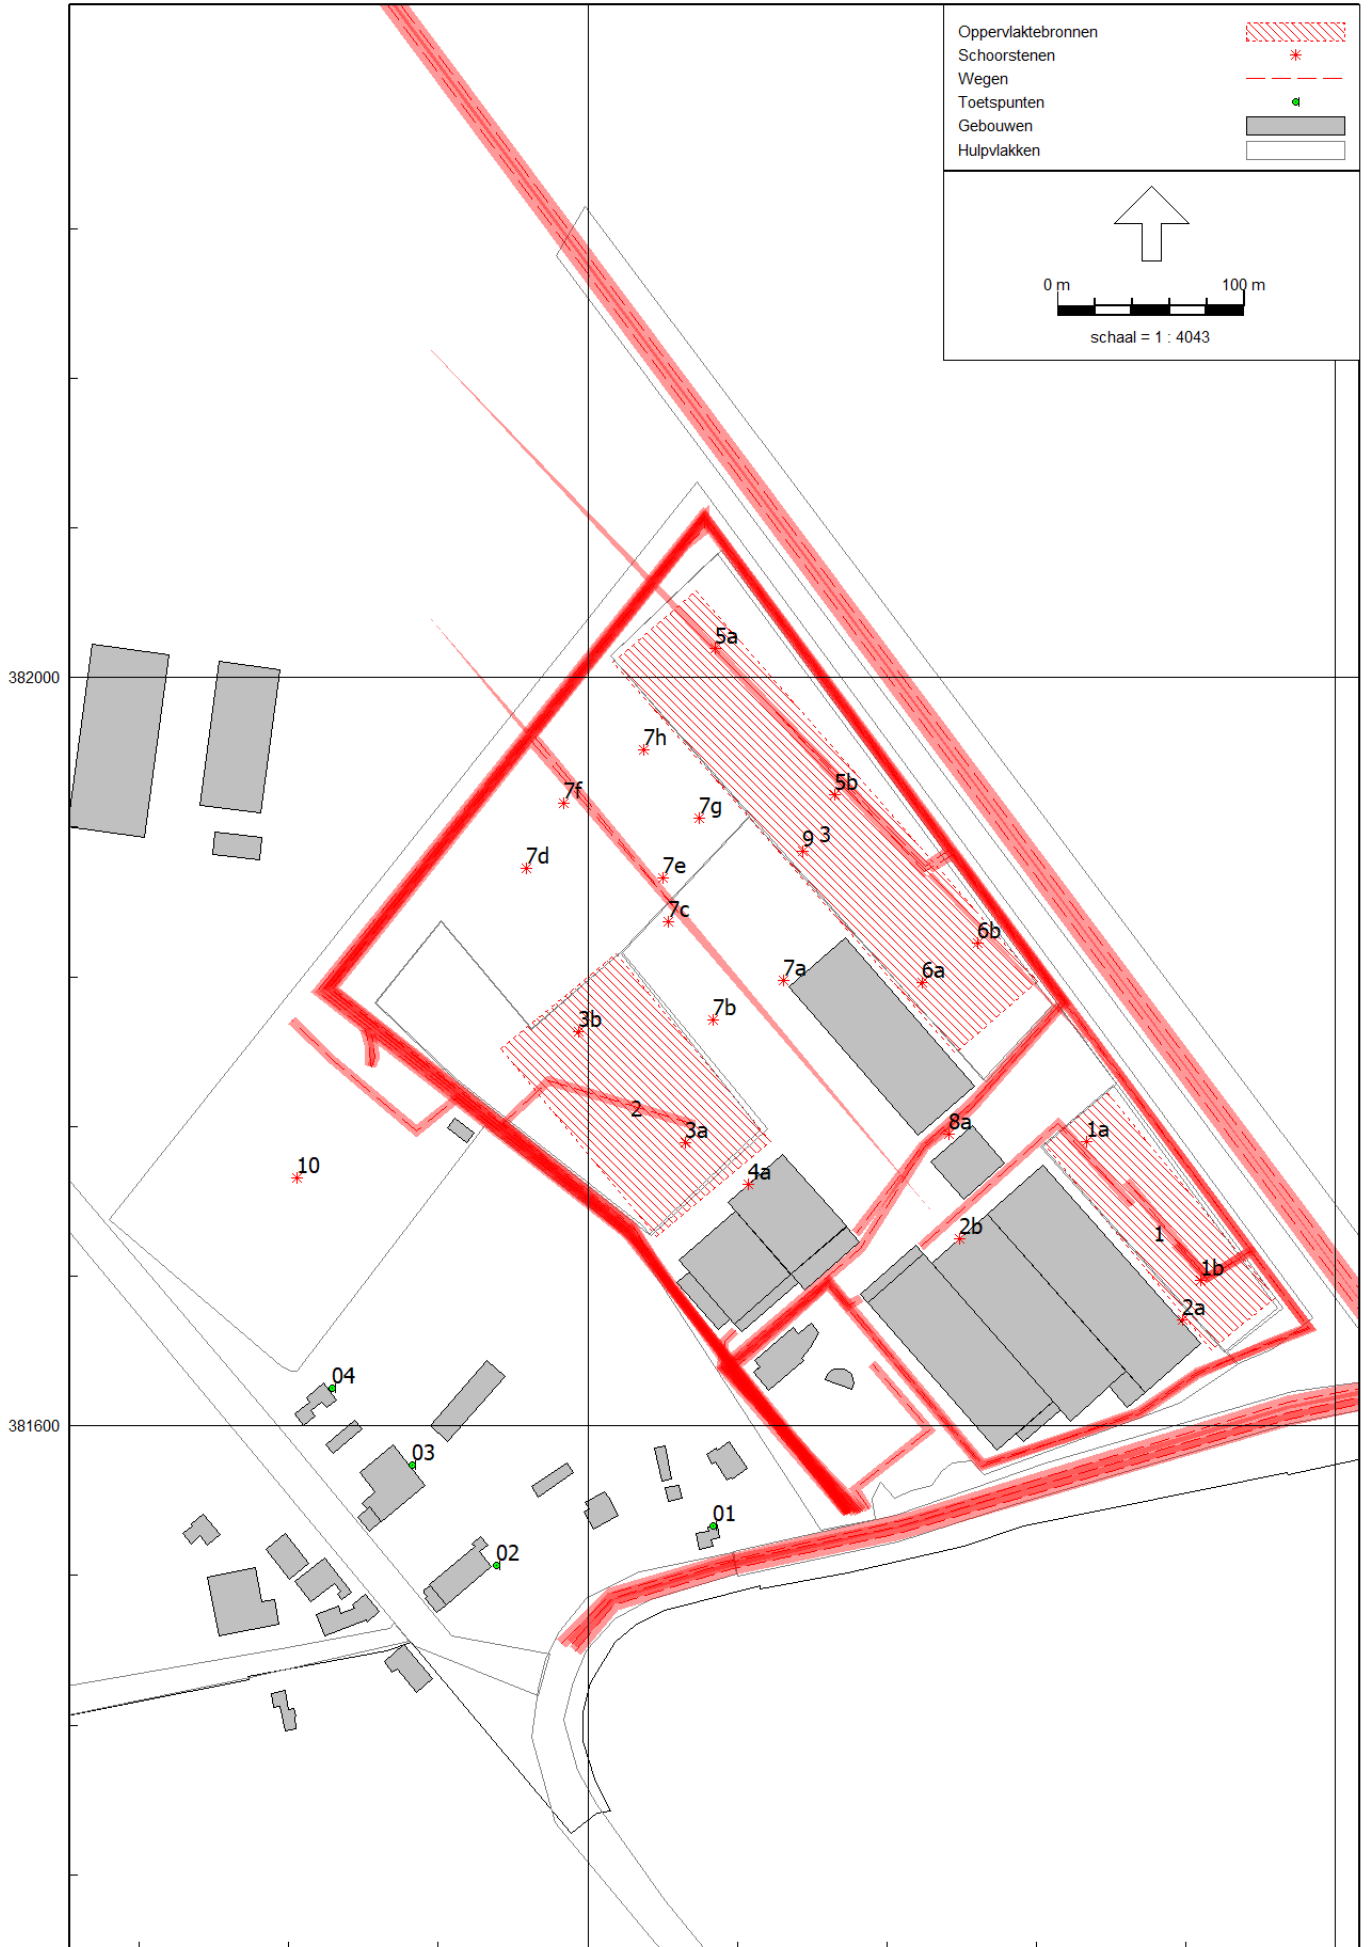 Oppervlaktebronnen
Schoorstenen
Wegen
Toetspunten
Gebouwen
Hulpvlakken
0 m 100 m
schaal = 1 : 4043
5a
382000
7h
5b
7f
7g
9 3
7d
7e
7c
6b
7a
6a
3b
7b
2
8a
3a
1a
10
4a
2b
1
1b
2a
04
381600
03
01
02